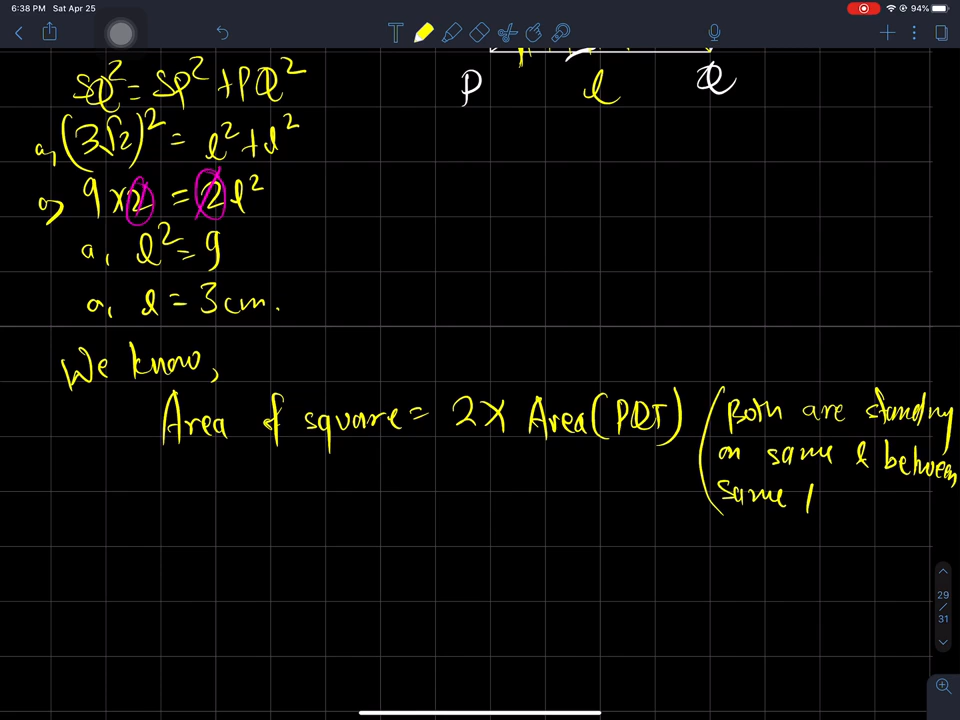 6:38 PM Sat Apr 25
94%
P l Q
SQ² = SP² + PQ²
a, (3√2)² = l² + l²
a, 9 × 2 = 2l²
a, l² = 9
a, l = 3 cm.
We know,
Area of square = 2 × Area (PQT) (Both are standing
on same & between
same
29
/
31